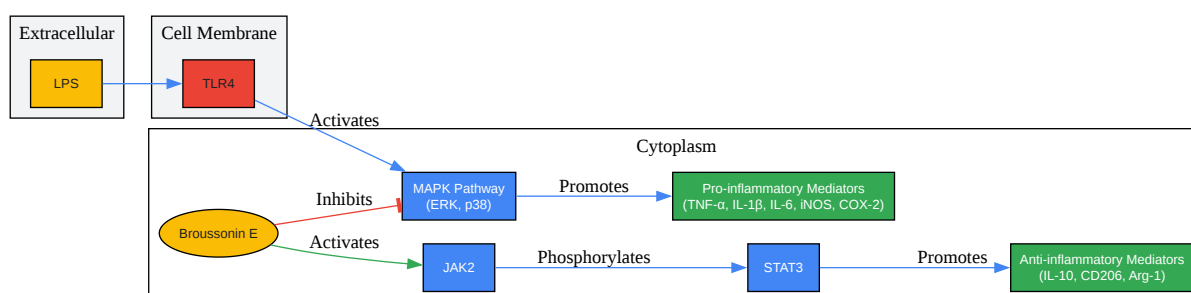 Extracellular
Cell Membrane
LPS
TLR4
Activates
Cytoplasm
Inhibits
MAPK Pathway
(ERK, p38)
Promotes
Pro-inflammatory Mediators
(TNF-α, IL-1β, IL-6, iNOS, COX-2)
Broussonin E
Activates
JAK2
Phosphorylates
STAT3
Promotes
Anti-inflammatory Mediators
(IL-10, CD206, Arg-1)